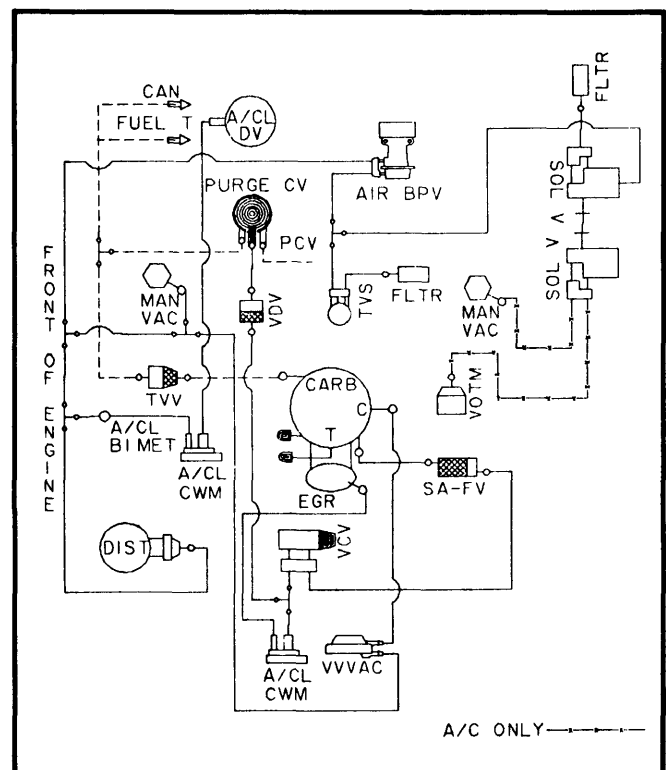 CAN
FUEL T
A/CL
DV
FLTR
PURGE CV
AIR BPV
SOL V
PCV
FRONT OF ENGINE
MAN
VAC
VDV
TVS
FLTR
SOL V
MAN
VAC
VOTM
TVV
CARB
C
T
A/CL
BIMET
A/CL
CWM
EGR
SA-FV
DIST
VCV
A/CL
CWM
VVVAC
A/C ONLY